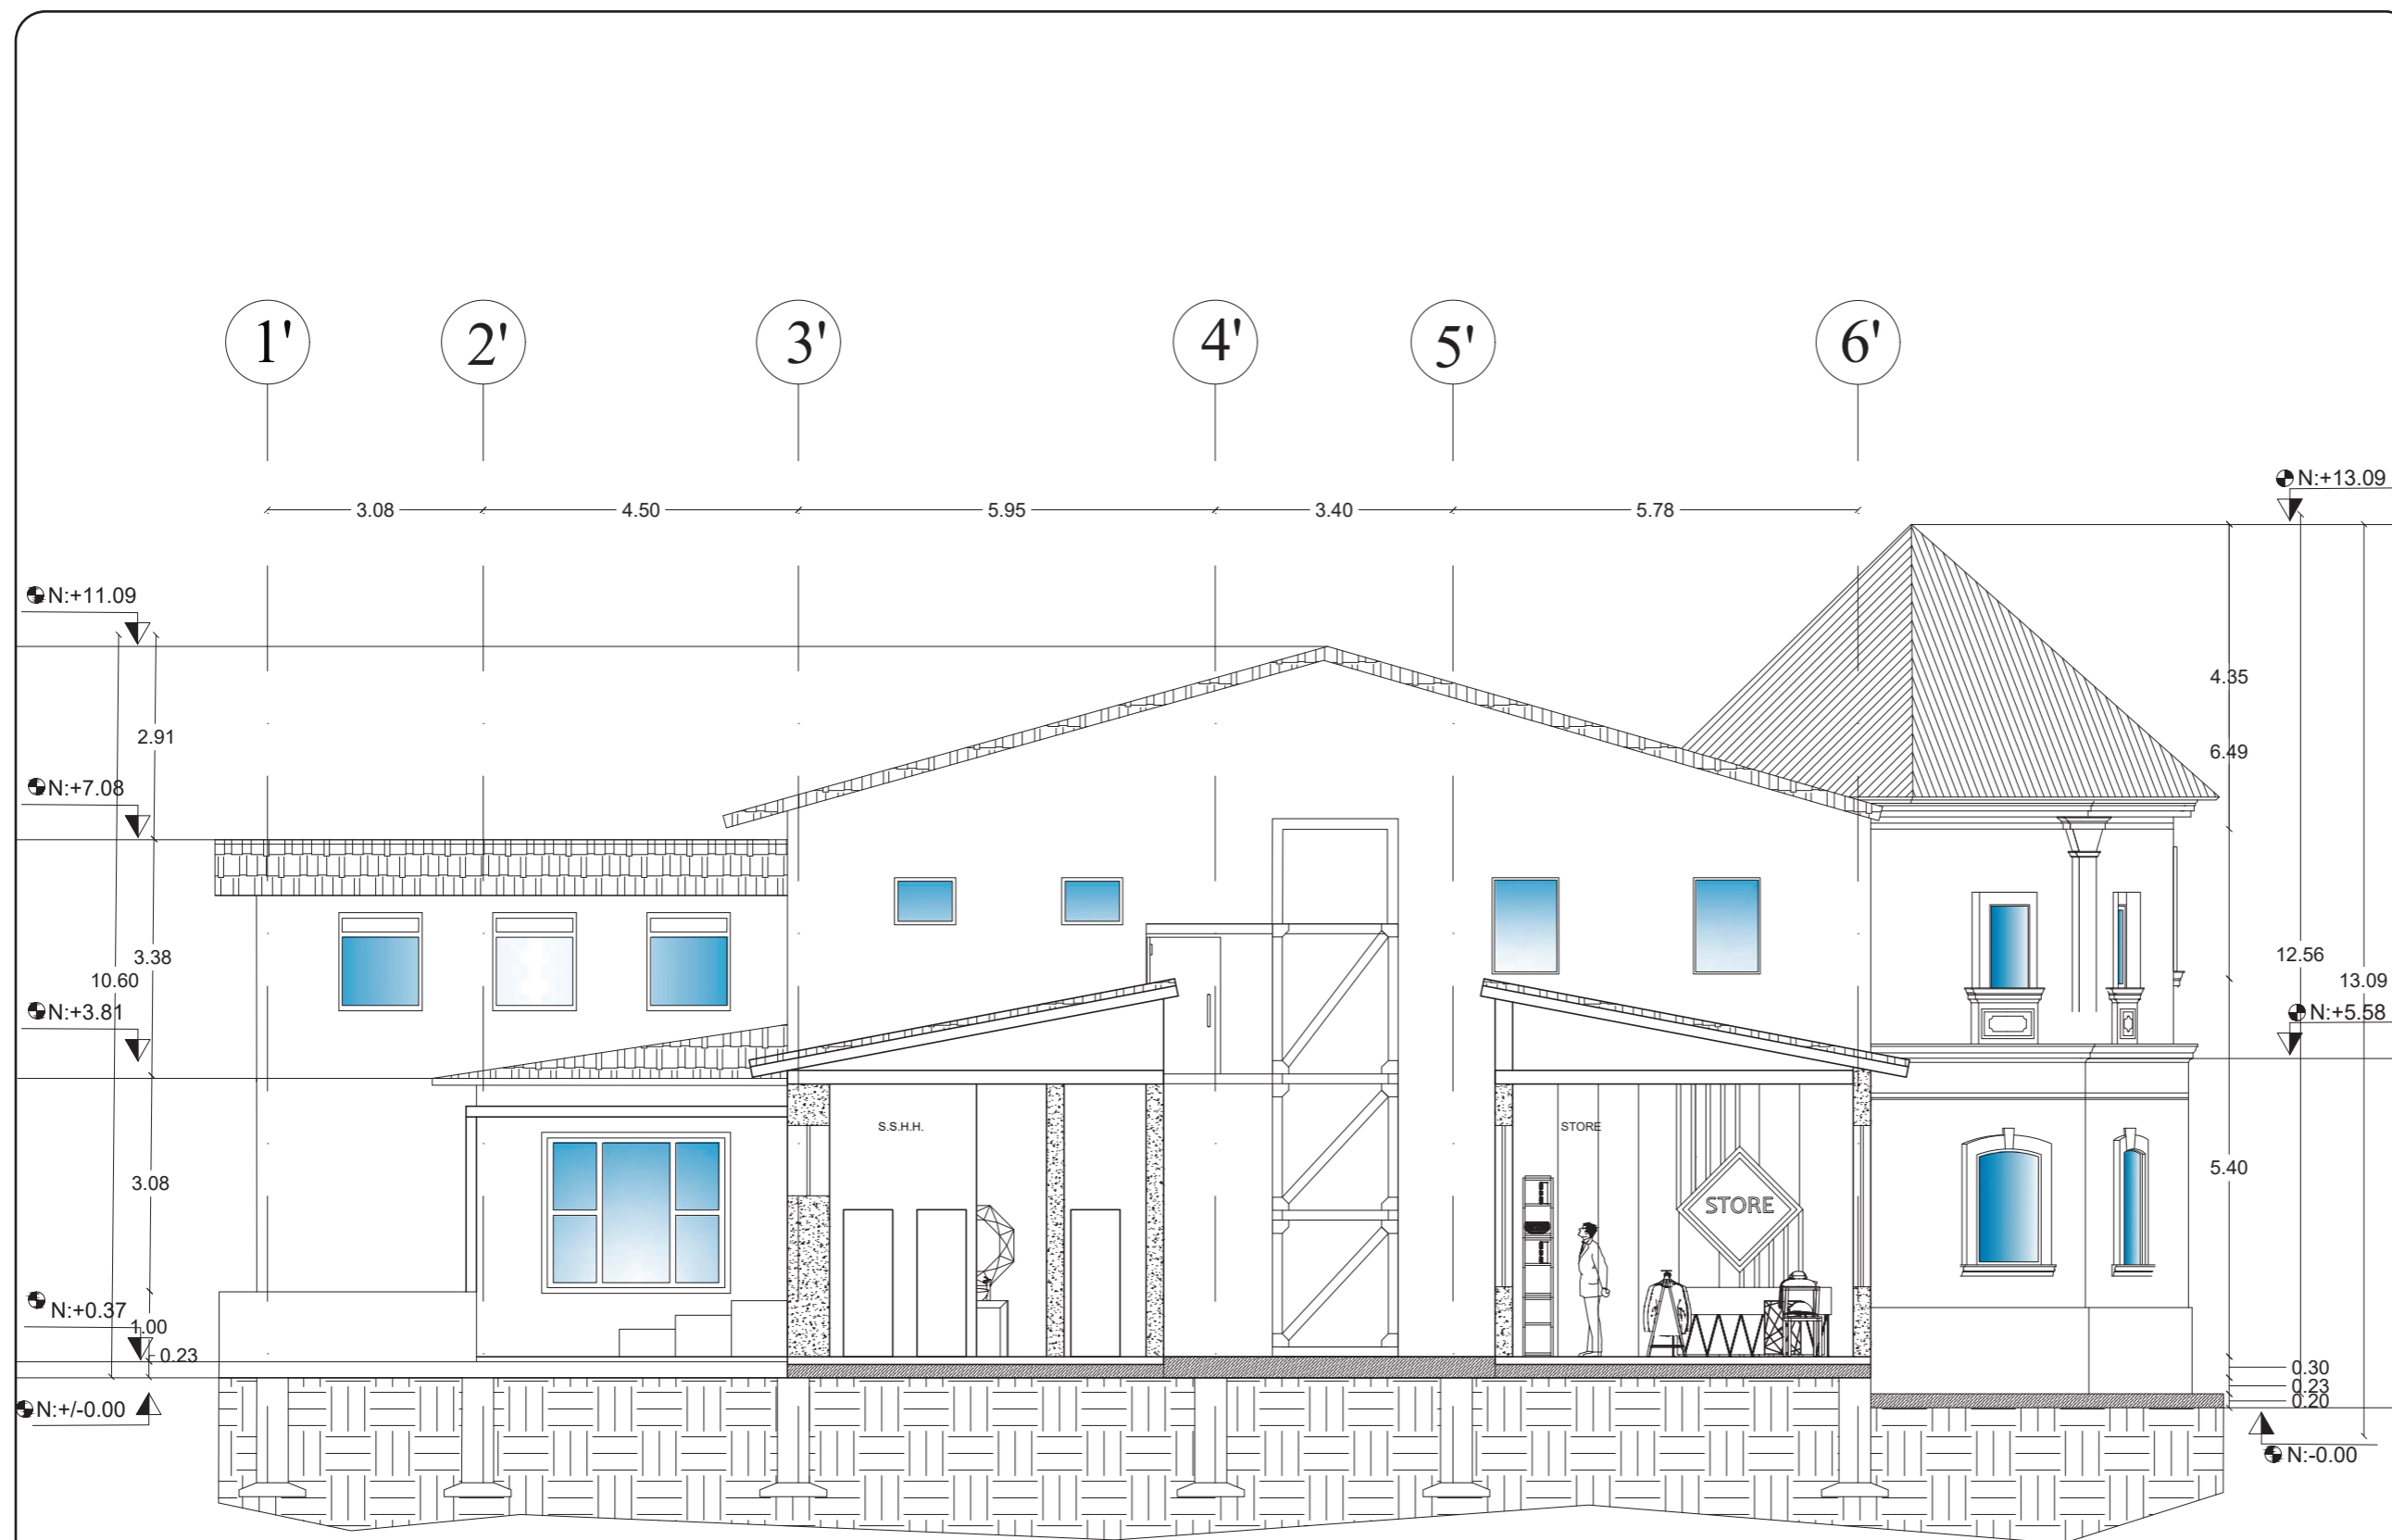 1' 2' 3' 4' 5' 6'
N:+13.09
3.08 4.50 5.95 3.40 5.78
N:+11.09
4.35
2.91
6.49
N:+7.08
3.38
12.56
10.60
13.09
N:+3.81
N:+5.58
S.S.H.H.
STORE
5.40
3.08
STORE
N:+0.37
1.00
0.23
0.30
0.23
0.20
N:+/-0.00
N:-0.00